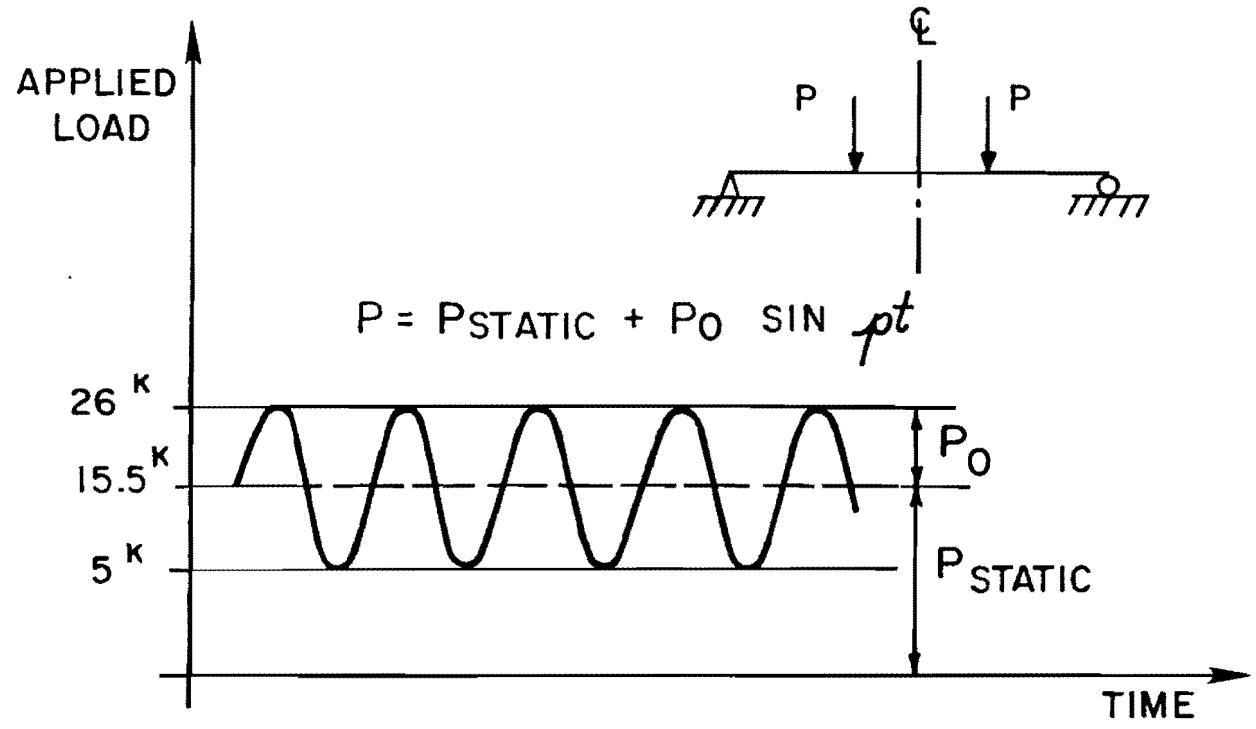 ℄
APPLIED
LOAD
P P
P = PSTATIC + PO SIN pt
26 K
15.5 K
5 K
PO
PSTATIC
TIME